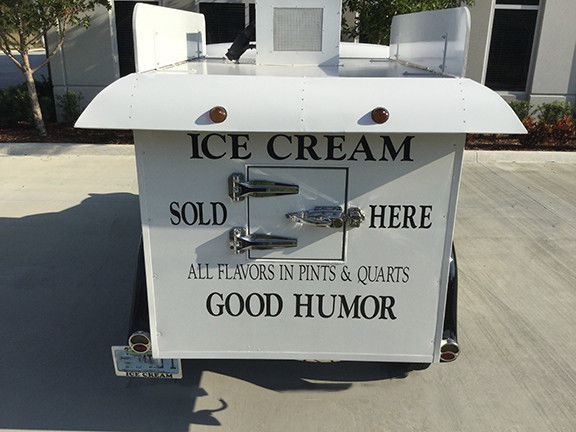 ICE CREAM
SOLD HERE
ALL FLAVORS IN PINTS & QUARTS
GOOD HUMOR
ICE CREAM